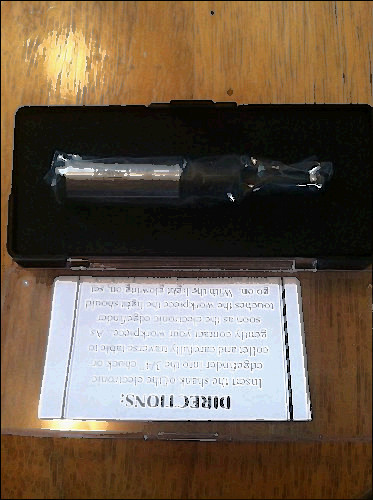 DIRECTIONS:
Insert the shank of the electronic
edgefinder into the 3/4" chuck or
collet and carefully traverse table to
gently contact your workpiece. As
soon as the electronic edgefinder
touches the workpiece the light should
go on. With the light glowing on, set